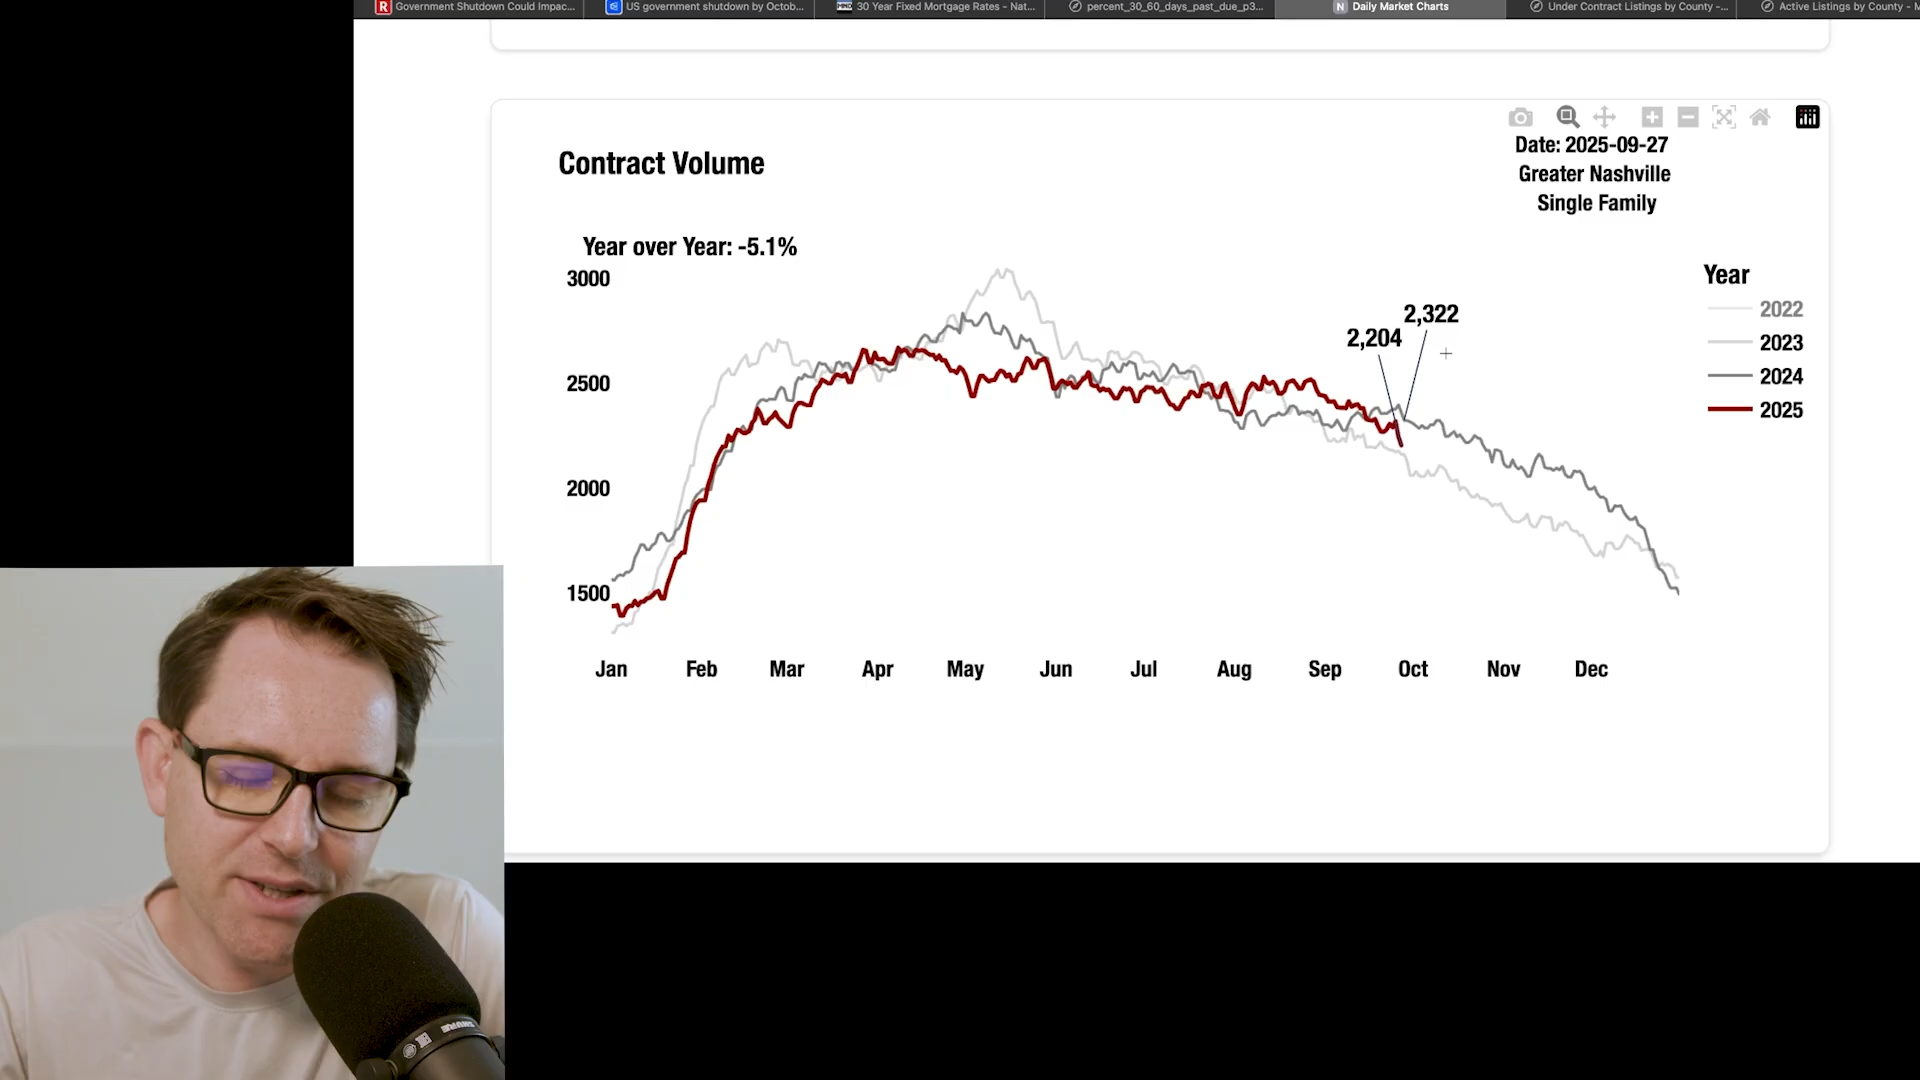 Government Shutdown Could Impac...
US government shutdown by Octob...
30 Year Fixed Mortgage Rates - Nat...
percent_30_60_days_past_due_p3...
Daily Market Charts
Under Contract Listings by County -...
Active Listings by County - M
Contract Volume
Date: 2025-09-27
Greater Nashville
Single Family
Year over Year: -5.1%
3000
2500
2000
1500
2,204
2,322
Year
2022
2023
2024
2025
Jan Feb Mar Apr May Jun Jul Aug Sep Oct Nov Dec
SHURE